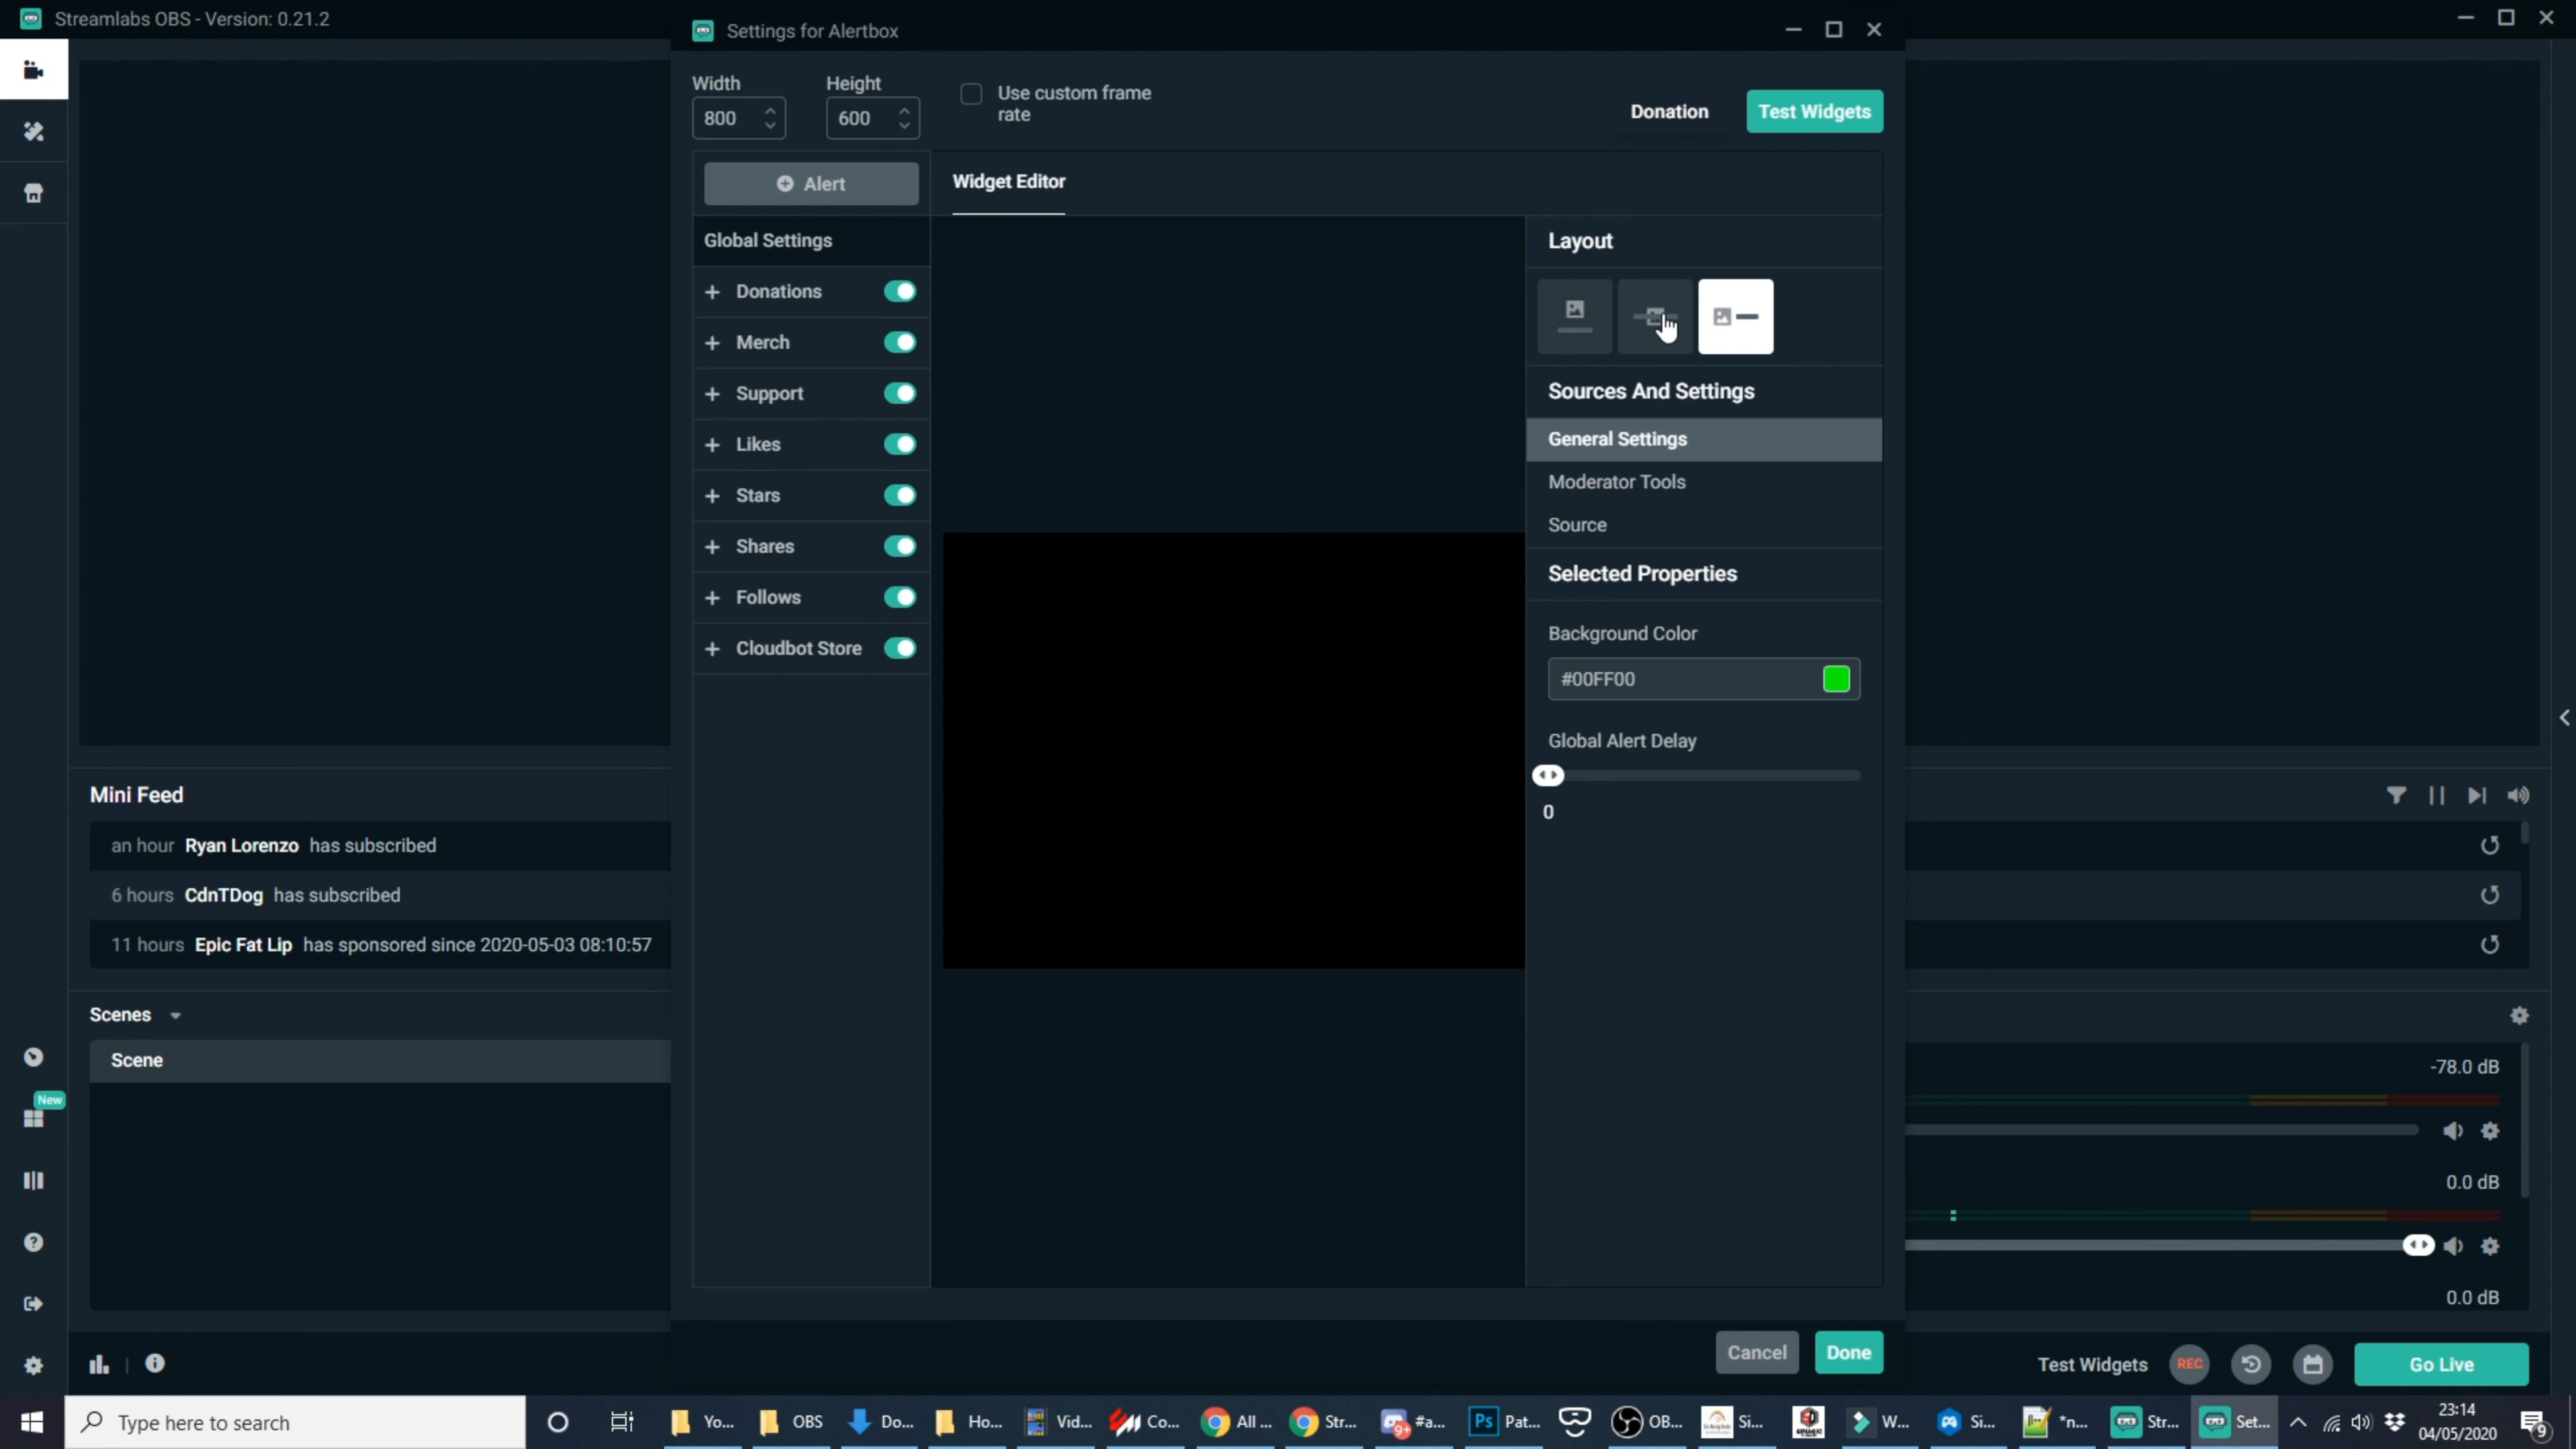 Streamlabs OBS - Version: 0.21.2
Settings for Alertbox
Width
Height
800
600
Use custom frame
rate
Donation
Test Widgets
Alert
Widget Editor
Global Settings
Donations
Merch
Support
Likes
Stars
Shares
Follows
Cloudbot Store
Layout
Sources And Settings
General Settings
Moderator Tools
Source
Selected Properties
Background Color
#00FF00
Global Alert Delay
0
Cancel
Done
Mini Feed
an hour Ryan Lorenzo has subscribed
6 hours CdnTDog has subscribed
11 hours Epic Fat Lip has sponsored since 2020-05-03 08:10:57
Scenes
Scene
New
-78.0 dB
0.0 dB
0.0 dB
Test Widgets
REC
Go Live
Type here to search
Yo...
OBS
Do...
Ho...
Vid...
Co...
All ...
Str...
9+
#a...
Ps
Pat...
OB...
Si...
W...
Si...
*n...
Str...
Set...
23:14
04/05/2020
9